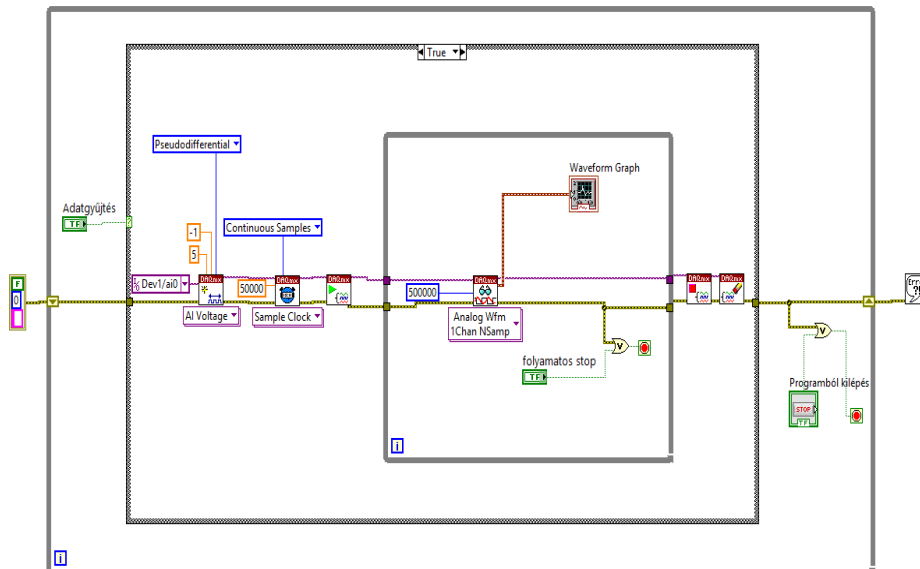 True
Pseudodifferential
Waveform Graph
Adatgyűjtés
TF
-1
Continuous Samples
5
F
0
Dev1/ai0
DAQmx
50000
DAQmx
DAQmx
500000
DAQmx
DAQmx
DAQmx
Error
?!
AI Voltage
Sample Clock
Analog Wfm
1Chan NSamp
V
V
folyamatos stop
TF
Programból kilépés
STOP
TF
i
i